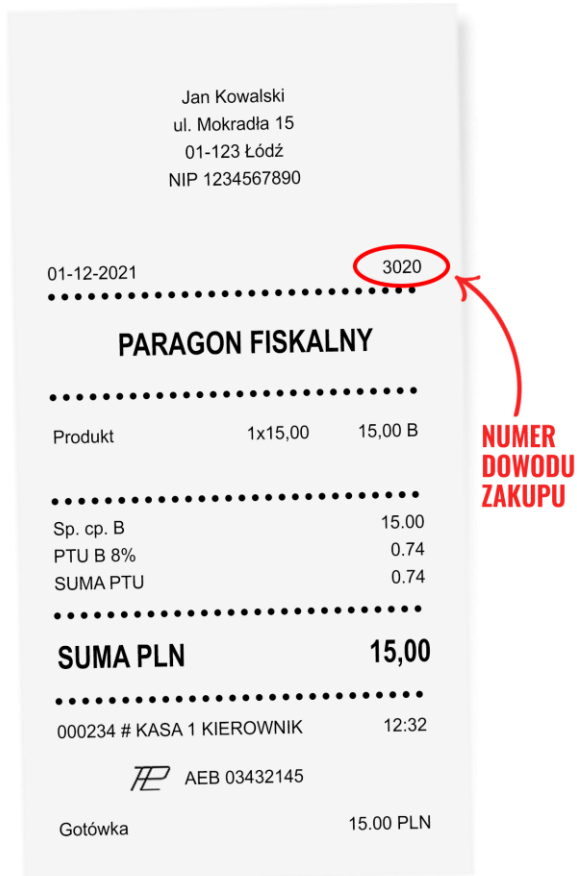 Jan Kowalski
ul. Mokradła 15
01-123 Łódź
NIP 1234567890
01-12-2021 3020
PARAGON FISKALNY
Produkt 1x15,00 15,00 B
NUMER
DOWODU
ZAKUPU
Sp. cp. B 15.00
PTU B 8% 0.74
SUMA PTU 0.74
SUMA PLN 15,00
000234 # KASA 1 KIEROWNIK 12:32
AEB 03432145
Gotówka 15.00 PLN